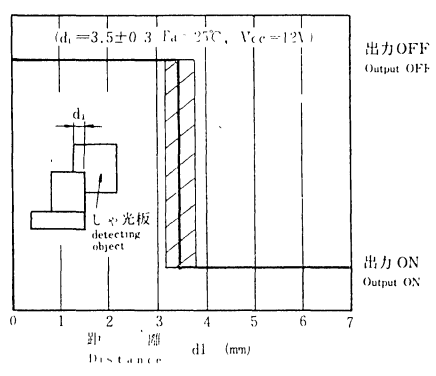 (d₁=3.5±0.3 Ta=25℃, Vcc=12V)
出力OFF
Output OFF
d₁
しゃ光板
detecting
object
出力ON
Output ON
0 1 2 3 4 5 6 7
距 離
Distance d1 (mm)